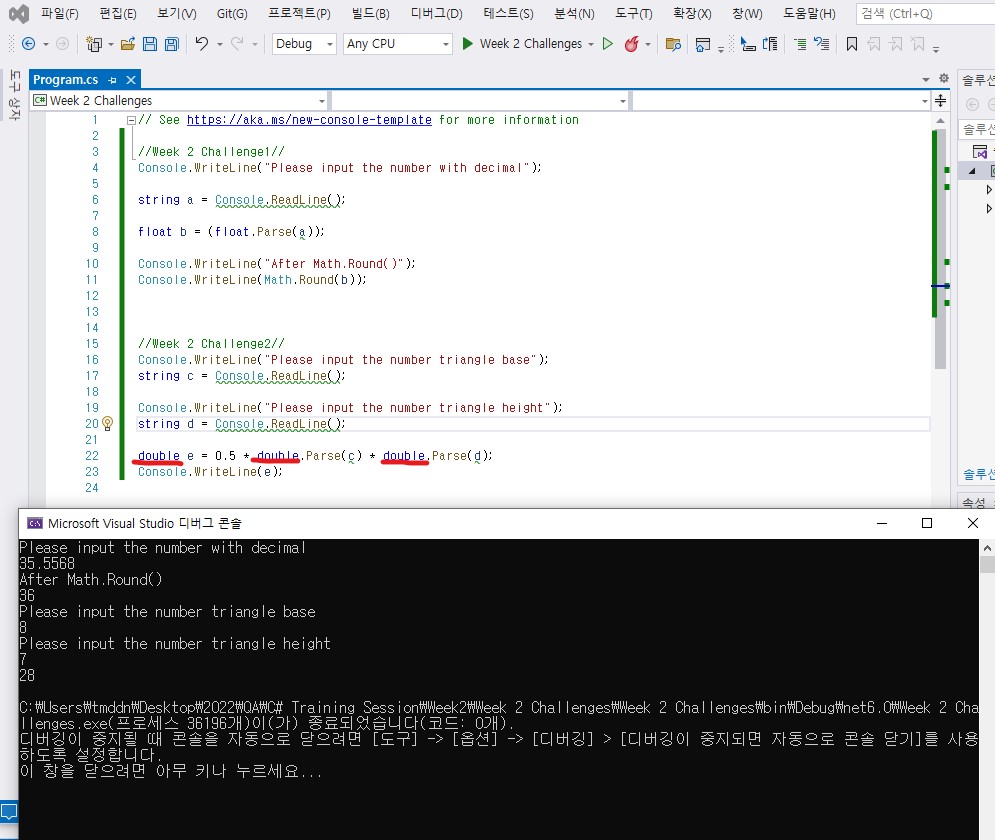 파일(F) 편집(E) 보기(V) Git(G) 프로젝트(P) 빌드(B) 디버그(D) 테스트(S) 분석(N) 도구(T) 확장(X) 창(W) 도움말(H) 검색 (Ctrl+Q)
Debug Any CPU Week 2 Challenges
도구 상자
Program.cs
솔루션
C# Week 2 Challenges
1 // See https://aka.ms/new-console-template for more information
2
3 //Week 2 Challenge1//
4 Console.WriteLine("Please input the number with decimal");
5
6 string a = Console.ReadLine();
7
8 float b = (float.Parse(a));
9
10 Console.WriteLine("After Math.Round()");
11 Console.WriteLine(Math.Round(b));
12
13
14
15 //Week 2 Challenge2//
16 Console.WriteLine("Please input the number triangle base");
17 string c = Console.ReadLine();
18
19 Console.WriteLine("Please input the number triangle height");
20 string d = Console.ReadLine();
21
22 double e = 0.5 * double.Parse(c) * double.Parse(d);
23 Console.WriteLine(e);
24
솔루션
솔루션
속성
Microsoft Visual Studio 디버그 콘솔
Please input the number with decimal
35.5568
After Math.Round()
36
Please input the number triangle base
8
Please input the number triangle height
7
28
C:₩Users₩tmddn₩Desktop₩2022₩QA₩C# Training Session₩Week2₩Week 2 Challenges₩Week 2 Challenges₩bin₩Debug₩net6.0₩Week 2 Cha
llenges.exe(프로세스 36196개)이(가) 종료되었습니다(코드: 0개).
디버깅이 중지될 때 콘솔을 자동으로 닫으려면 [도구] -> [옵션] -> [디버깅] > [디버깅이 중지되면 자동으로 콘솔 닫기]를 사용
하도록 설정합니다.
이 창을 닫으려면 아무 키나 누르세요...